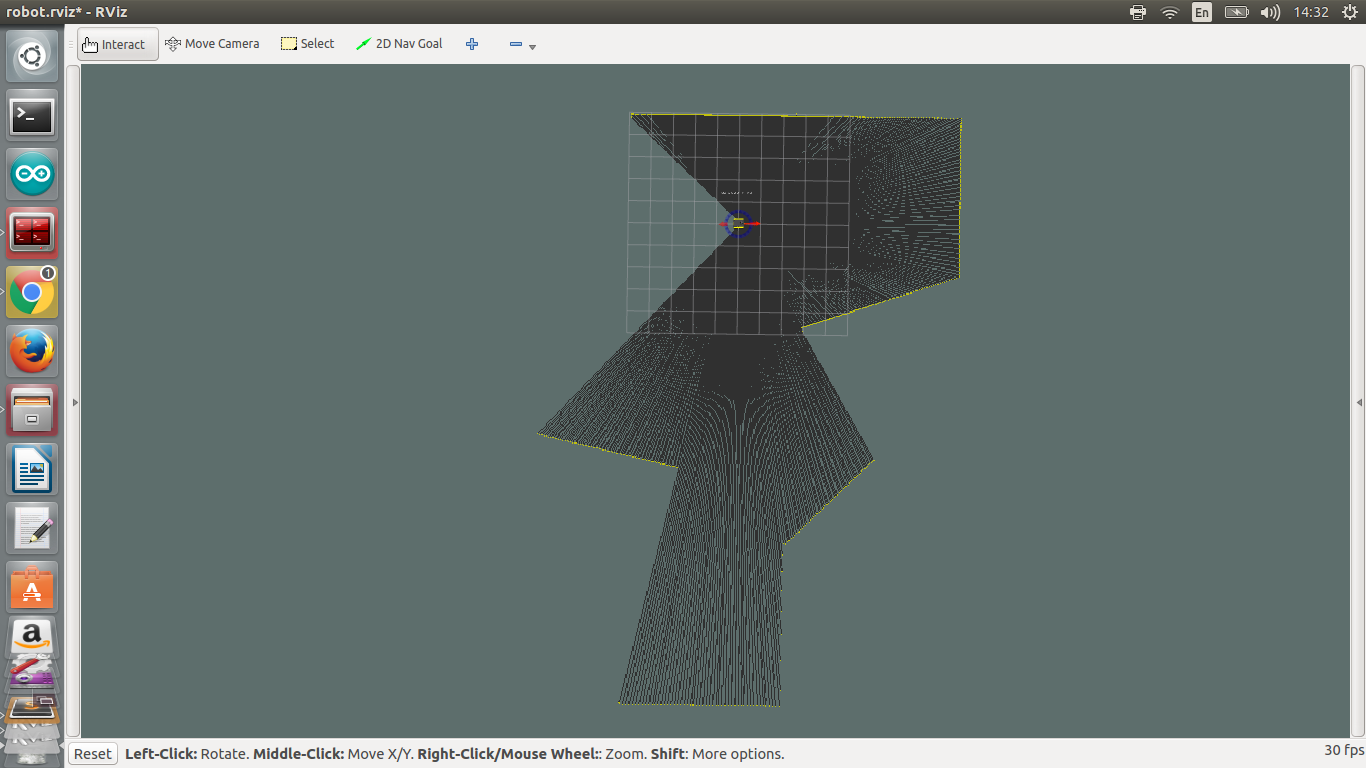 robot.rviz* - RViz
En
14:32
Interact
Move Camera
Select
2D Nav Goal
1
Reset
Left-Click: Rotate. Middle-Click: Move X/Y. Right-Click/Mouse Wheel:: Zoom. Shift: More options.
30 fps